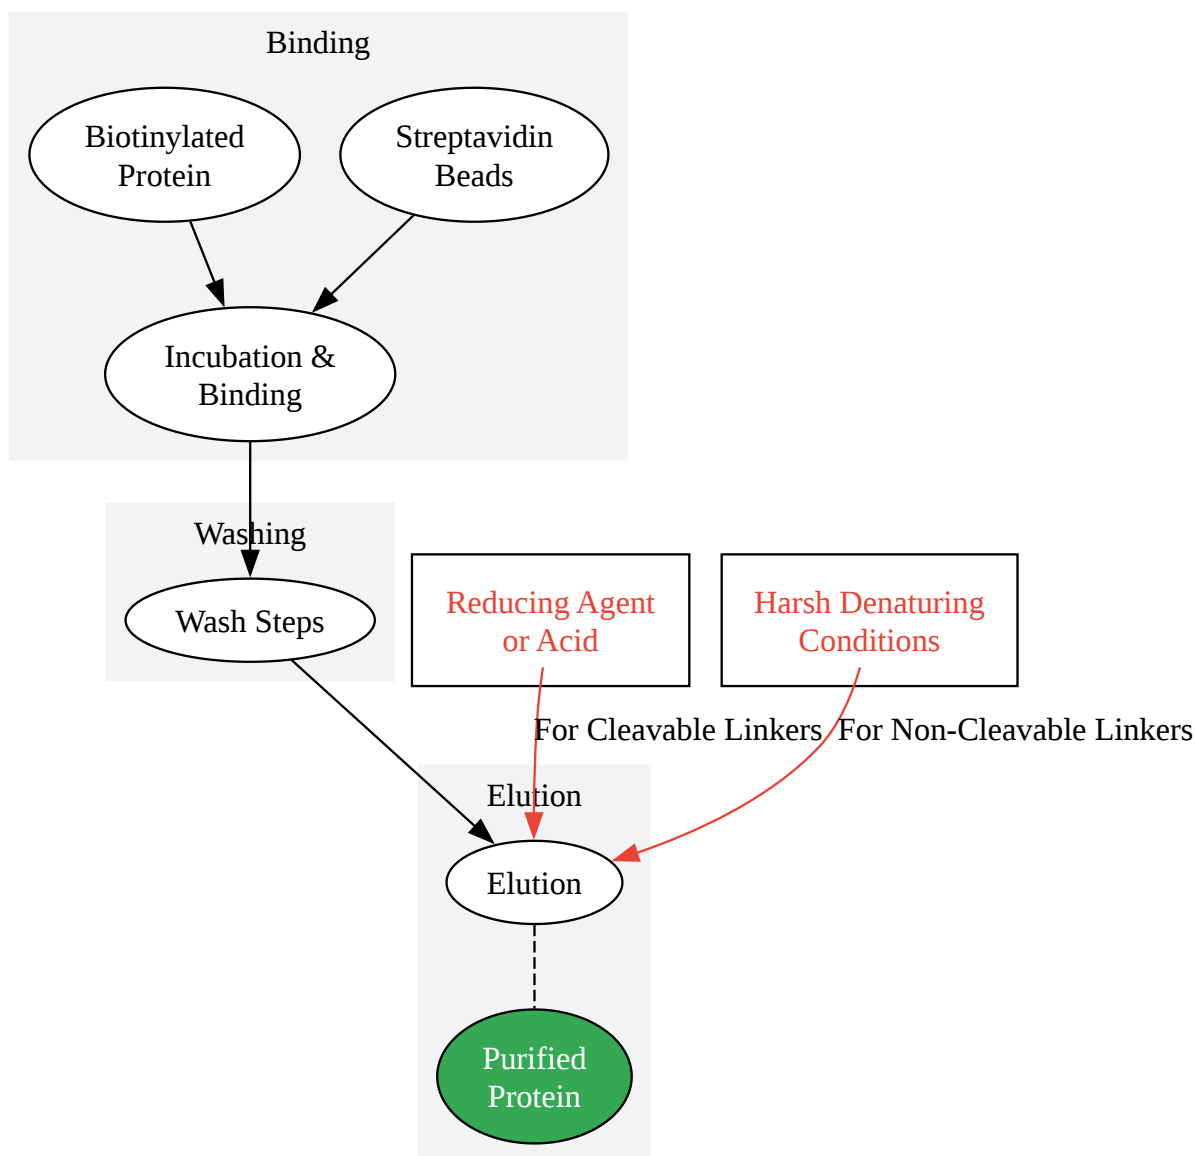 Binding
Biotinylated
Protein
Streptavidin
Beads
Incubation &
Binding
Washing
Wash Steps
Reducing Agent
or Acid
Harsh Denaturing
Conditions
For Cleavable Linkers
For Non-Cleavable Linkers
Elution
Elution
Purified
Protein